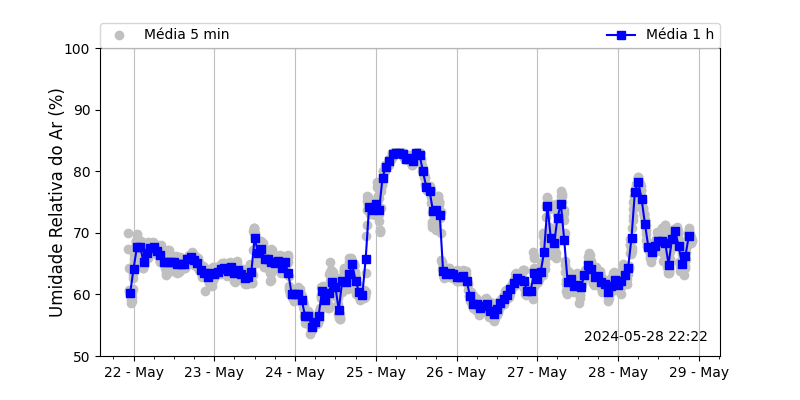 Média 5 min
Média 1 h
100
90
80
70
60
50
Umidade Relativa do Ar (%)
2024-05-28 22:22
22 - May
23 - May
24 - May
25 - May
26 - May
27 - May
28 - May
29 - May